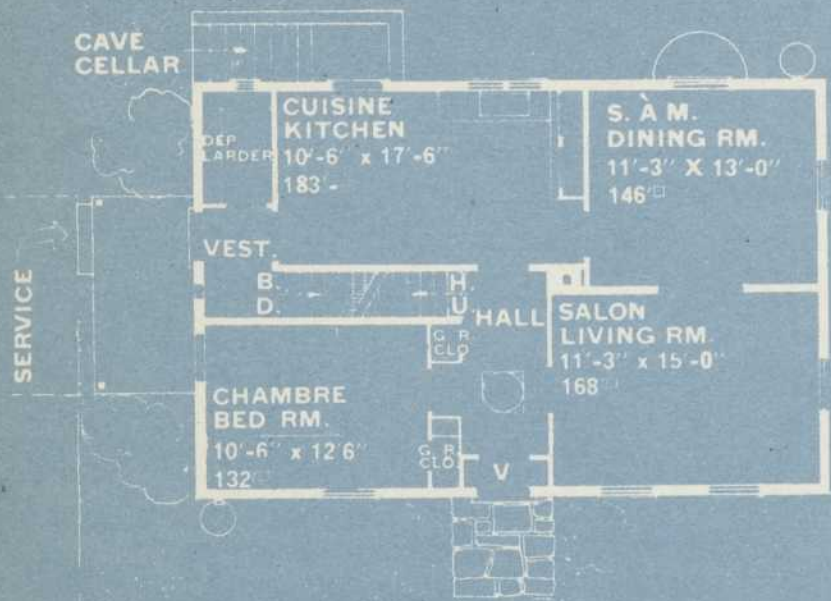 CAVE
CELLAR
CUISINE
KITCHEN
10'-6" x 17'-6"
183'-
DEP
LARDER
S. À M.
DINING RM.
11'-3" X 13'-0"
146'□
VEST.
B. H.
D. U.
HALL
SERVICE
G. R.
CLO
SALON
LIVING RM.
11'-3" x 15'-0"
168'□
CHAMBRE
BED RM.
10'-6" x 12'6"
132'□
G. R.
CLO.
V